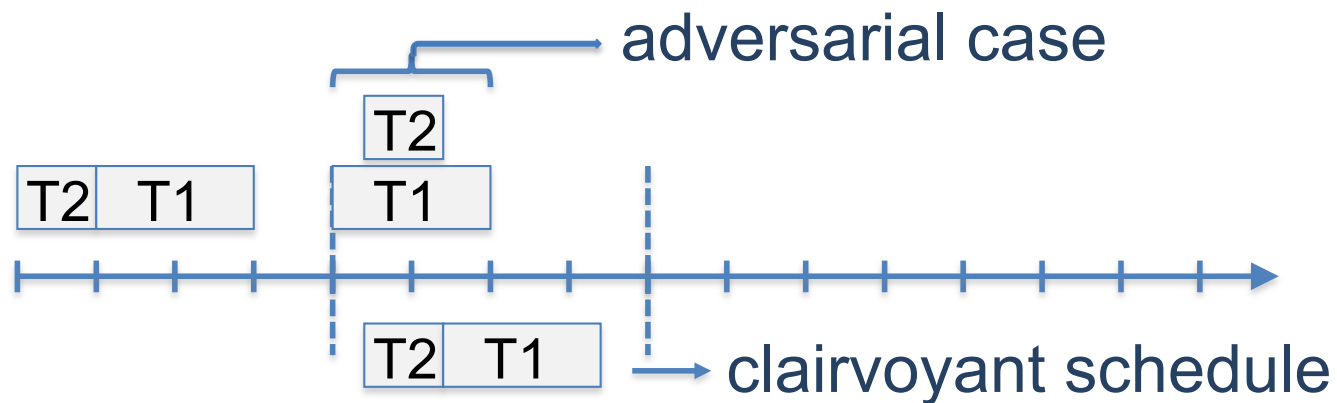 adversarial case
T2
T2 T1 T1
T2 T1
clairvoyant schedule